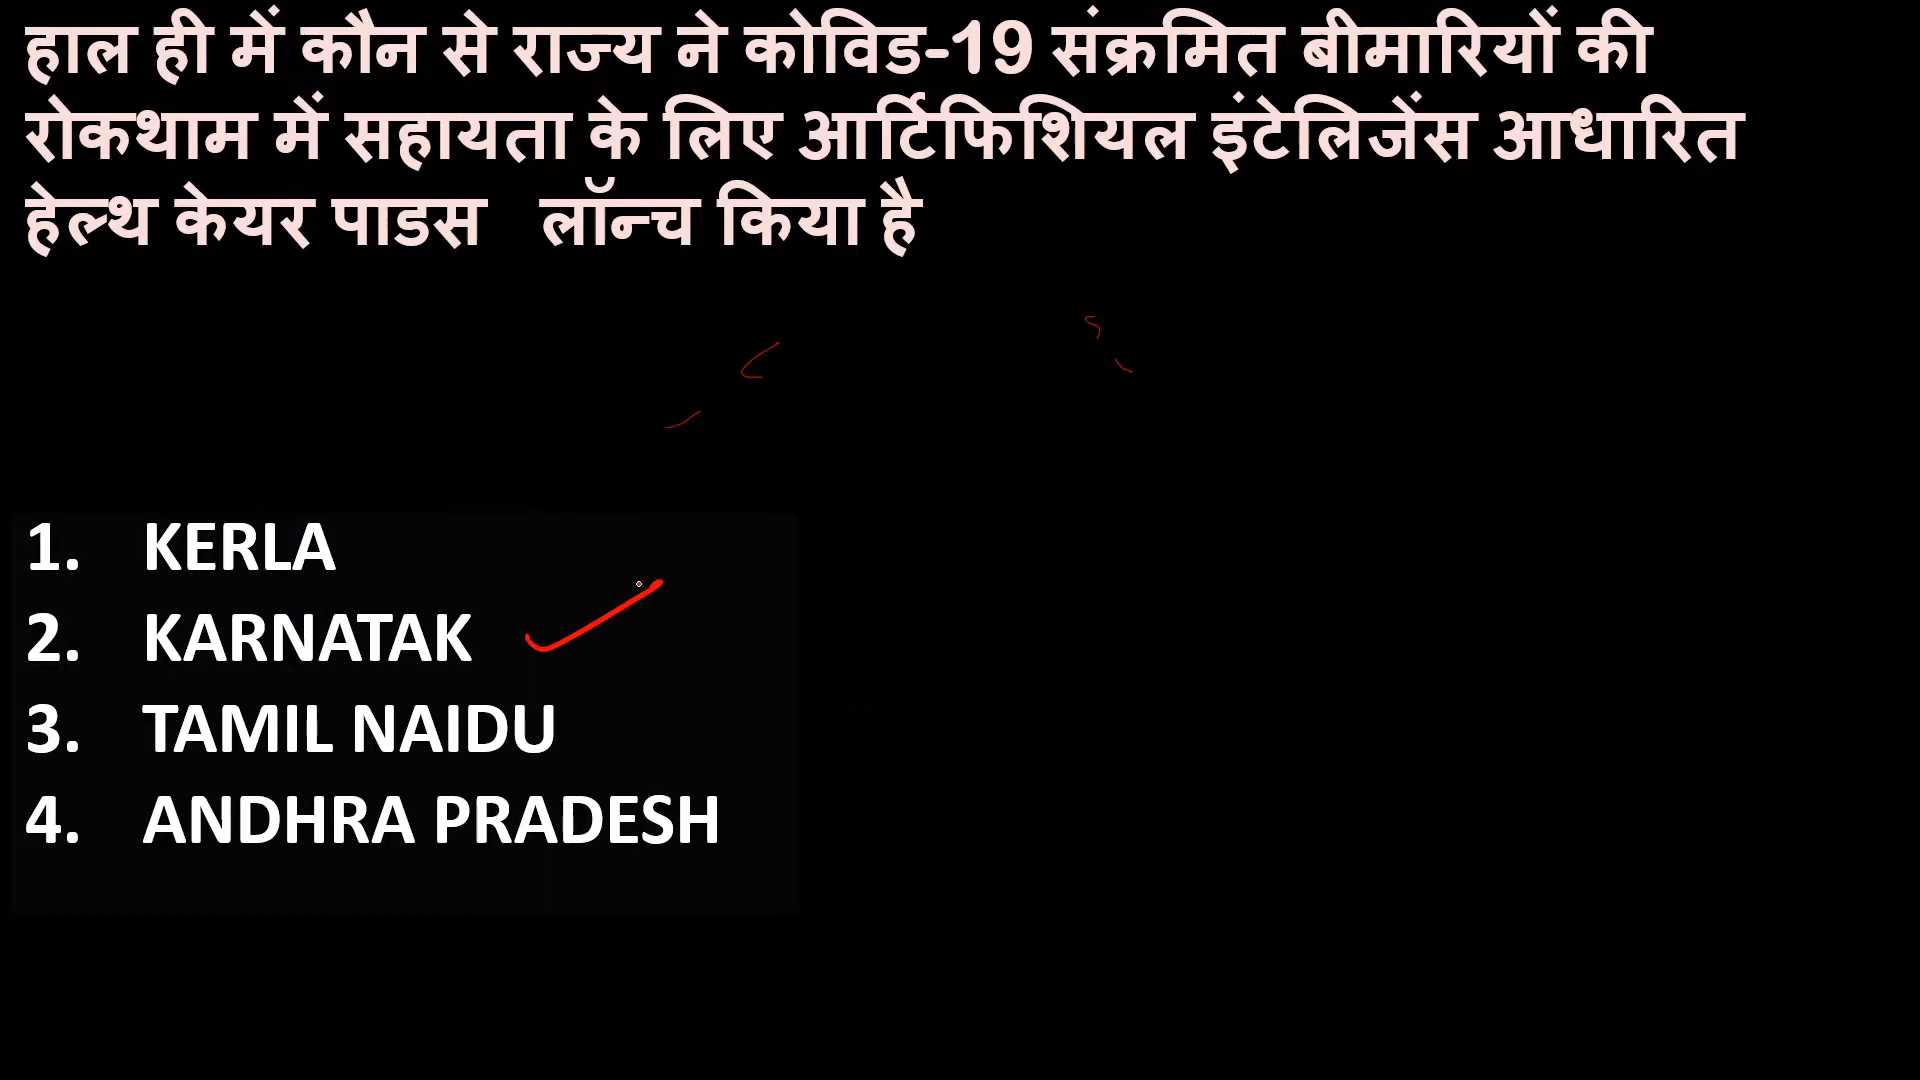 हाल ही में कौन से राज्य ने कोविड-19 संक्रमित बीमारियों की
रोकथाम में सहायता के लिए आर्टिफिशियल इंटेलिजेंस आधारित
हेल्थ केयर पाडस लॉन्च किया है
1. KERLA
2. KARNATAK
3. TAMIL NAIDU
4. ANDHRA PRADESH